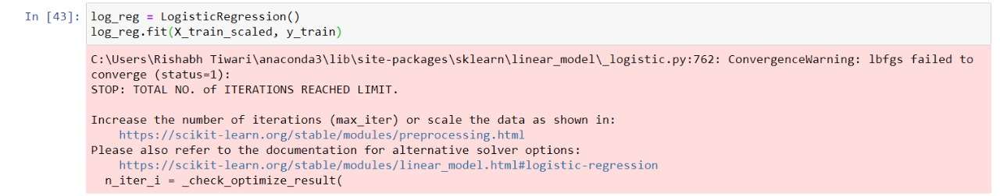 In [43]: log_reg = LogisticRegression()
log_reg.fit(X_train_scaled, y_train)
C:\Users\Rishabh Tiwari\anaconda3\lib\site-packages\sklearn\linear_model\_logistic.py:762: ConvergenceWarning: lbfgs failed to
converge (status=1):
STOP: TOTAL NO. of ITERATIONS REACHED LIMIT.
Increase the number of iterations (max_iter) or scale the data as shown in:
https://scikit-learn.org/stable/modules/preprocessing.html
Please also refer to the documentation for alternative solver options:
https://scikit-learn.org/stable/modules/linear_model.html#logistic-regression
n_iter_i = _check_optimize_result(